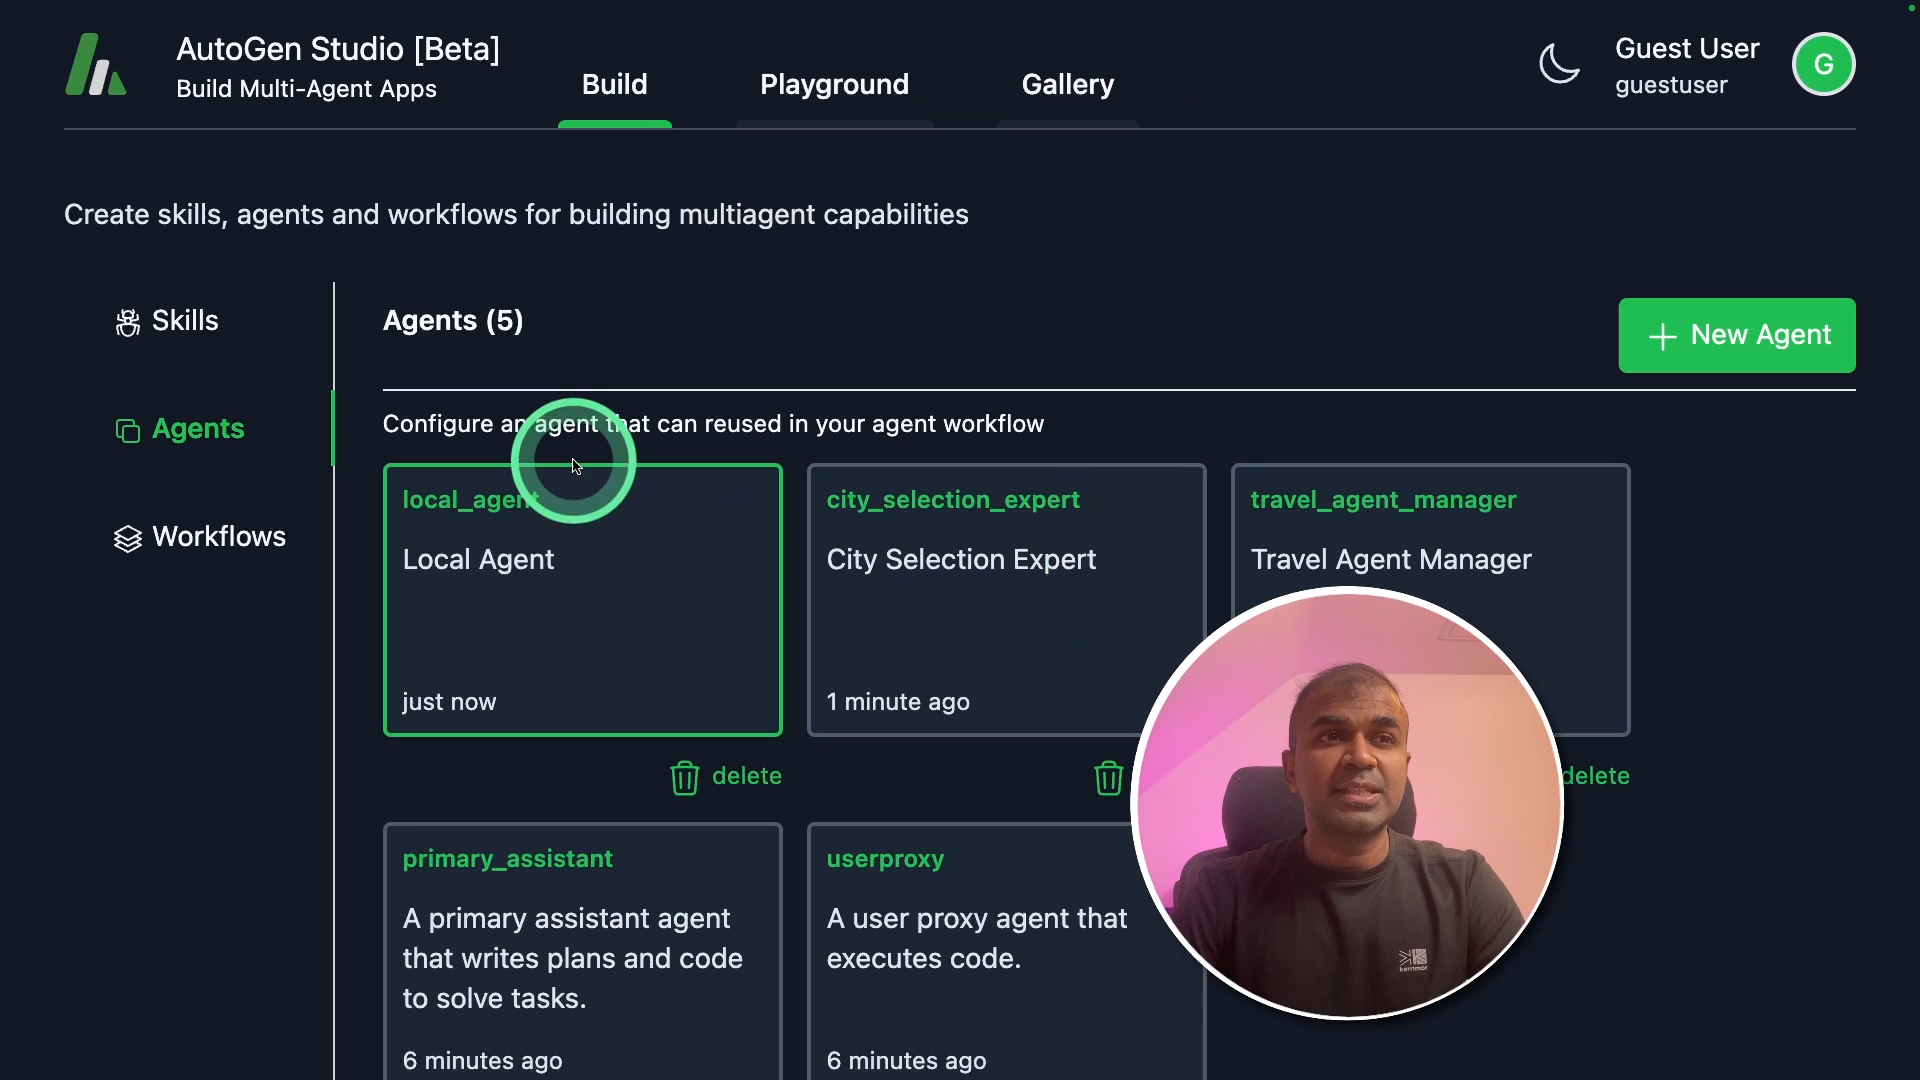 AutoGen Studio [Beta]
Build Multi-Agent Apps
Build
Playground
Gallery
Guest User
guestuser
G
Create skills, agents and workflows for building multiagent capabilities
Skills
Agents
Workflows
Agents (5)
New Agent
Configure an agent that can reused in your agent workflow
local_agent
Local Agent
just now
delete
city_selection_expert
City Selection Expert
1 minute ago
travel_agent_manager
Travel Agent Manager
delete
primary_assistant
A primary assistant agent
that writes plans and code
to solve tasks.
6 minutes ago
userproxy
A user proxy agent that
executes code.
6 minutes ago